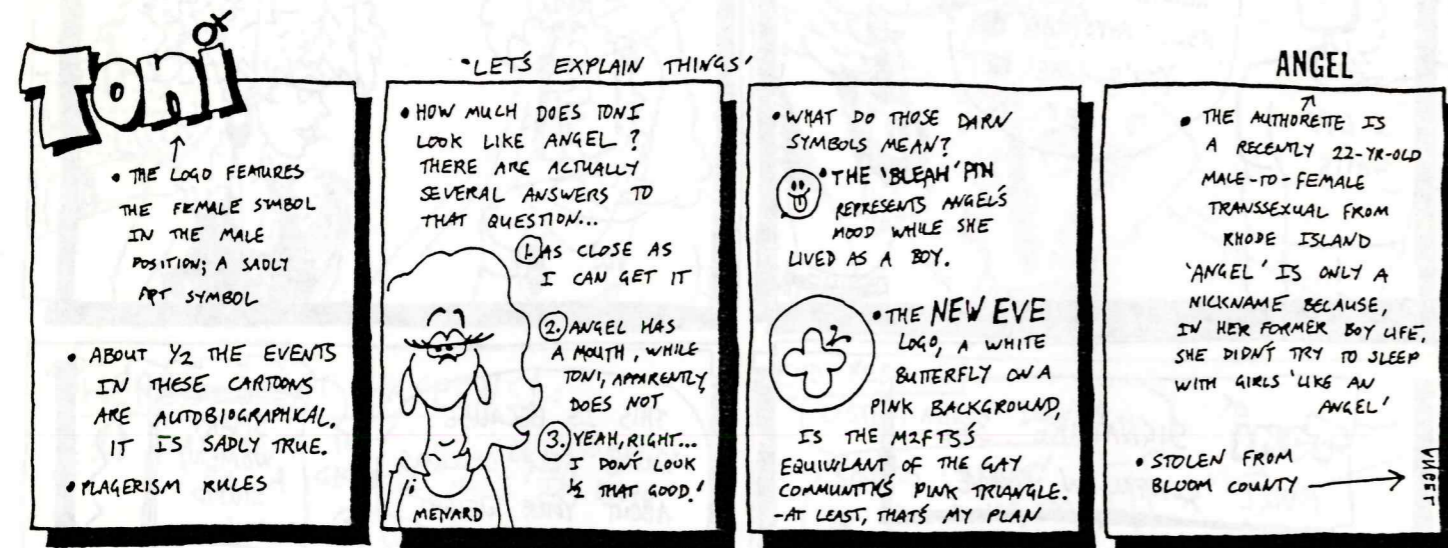 Toni
"LET'S EXPLAIN THINGS'
ANGEL
• THE LOGO FEATURES
THE FEMALE SYMBOL
IN THE MALE
POSITION; A SADLY
APT SYMBOL
• ABOUT 1/2 THE EVENTS
IN THESE CARTOONS
ARE AUTOBIOGRAPHICAL.
IT IS SADLY TRUE.
• PLAGERISM RULES
• HOW MUCH DOES TONI
LOOK LIKE ANGEL?
THERE ARE ACTUALLY
SEVERAL ANSWERS TO
THAT QUESTION...
1. AS CLOSE AS
I CAN GET IT
2. ANGEL HAS
A MOUTH, WHILE
TONI, APPARENTLY,
DOES NOT
3. YEAH, RIGHT...
I DON'T LOOK
1/2 THAT GOOD!
MENARD
• WHAT DO THOSE DARN
SYMBOLS MEAN?
• THE 'BLEAH' PIN
REPRESENTS ANGEL'S
MOOD WHILE SHE
LIVED AS A BOY.
• THE NEW EVE
LOGO, A WHITE
BUTTERFLY ON A
PINK BACKGROUND,
IS THE M2FTS'S
EQUIVLANT OF THE GAY
COMMUNITY'S PINK TRIANGLE.
-AT LEAST, THAT'S MY PLAN
• THE AUTHORETTE IS
A RECENTLY 22-YR-OLD
MALE-TO-FEMALE
TRANSSEXUAL FROM
RHODE ISLAND
'ANGEL' IS ONLY A
NICKNAME BECAUSE,
IN HER FORMER BOY LIFE,
SHE DIDN'T TRY TO SLEEP
WITH GIRLS 'LIKE AN
ANGEL'
• STOLEN FROM
BLOOM COUNTY
ANGEL